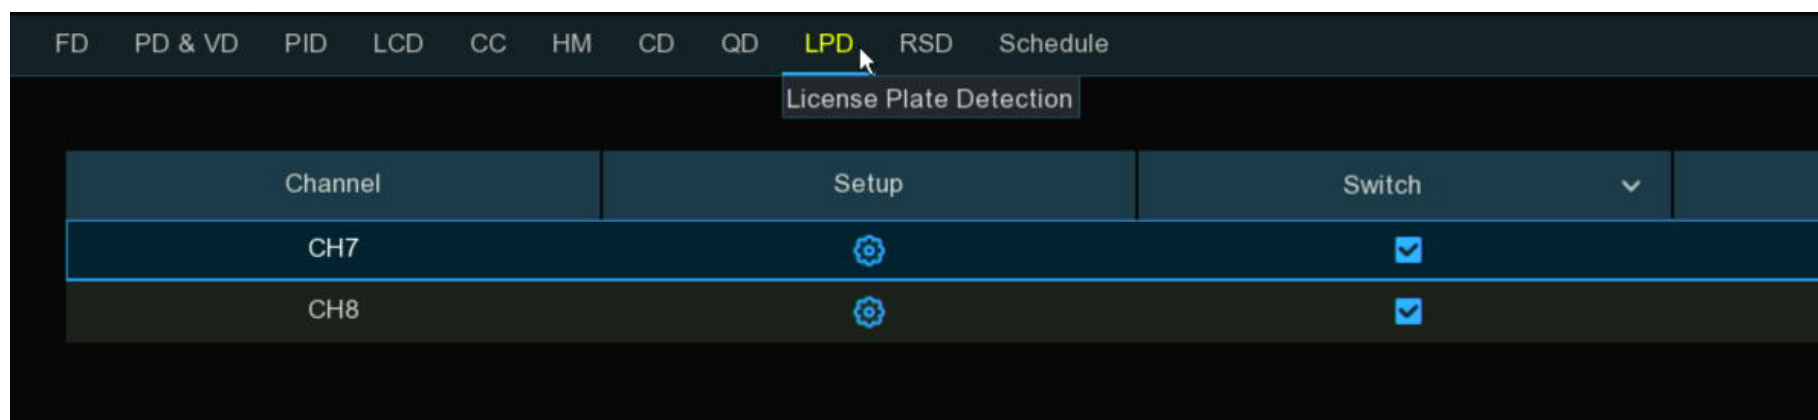 FD PD & VD PID LCD CC HM CD QD LPD RSD Schedule
License Plate Detection
Channel Setup Switch
CH7
CH8